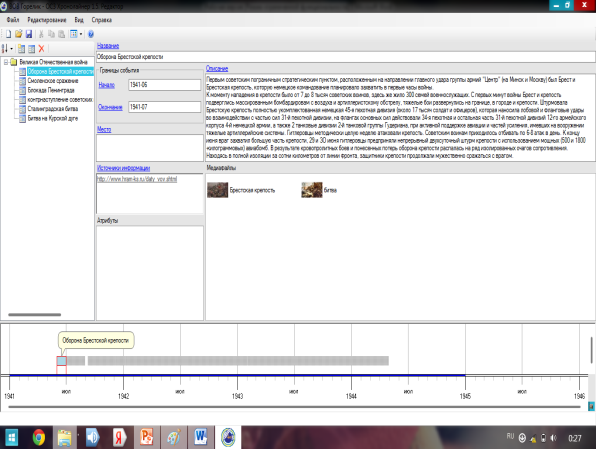 ОСЗ Хронолайнер 1.5. Редактор
Файл Редактирование Вид Справка
Великая Отечественная война
Оборона Брестской крепости
Смоленское сражение
Блокада Ленинграда
контрнаступление советских
Сталинградская битва
Битва на Курской дуге
Название
Оборона Брестской крепости
Границы события
Начало 1941-06
Окончание 1941-07
Место
Источники информации
Атрибуты
Описание
Первым советским пограничным стратегическим пунктом, расположенным на направлении главного удара группы армий "Центр" (на Минск и Москву) был Брест и
Брестская крепость, которую немецкое командование планировало захватить в первые часы войны.
К моменту нападения в крепости было от 7 до 8 тысяч советских воинов, здесь же жило 300 семей военнослужащих. С первых минут войны Брест и крепость
подверглись массированным бомбардировкам с воздуха и артиллерийскому обстрелу, тяжелые бои развернулись на границе, в городе и крепости. Штурмовала
Брестскую крепость полностью укомплектованная немецкая 45-я пехотная дивизия (около 17 тысяч солдат и офицеров), которая наносила лобовой и фланговые удары
во взаимодействии с частью сил 31-й пехотной дивизии, на флангах основных сил действовали 34-я пехотная и остальная часть 31-й пехотной дивизий 12-го армейского
корпуса 4-й немецкой армии, а также 2 танковые дивизии 2-й танковой группы Гудериана, при активной поддержке авиации и частей усиления, имевших на вооружении
тяжелые артиллерийские системы. Гитлеровцы методически целую неделю атаковали крепость. Советским воинам приходилось отбивать по 6-8 атак в день. К концу
июня враг захватил большую часть крепости, 29 и 30 июня гитлеровцы предприняли непрерывный двухсуточный штурм крепости с использованием мощных (500 и 1800
килограммовых) авиабомб. В результате кровопролитных боев и понесенных потерь оборона крепости распалась на ряд изолированных очагов сопротивления.
Находясь в полной изоляции за сотни километров от линии фронта, защитники крепости продолжали мужественно сражаться с врагом.
Медиафайлы
Брестская крепость битва
Оборона Брестской крепости
1941 июл 1942 июл 1943 июл 1944 июл 1945 июл 1946
RU 0:27